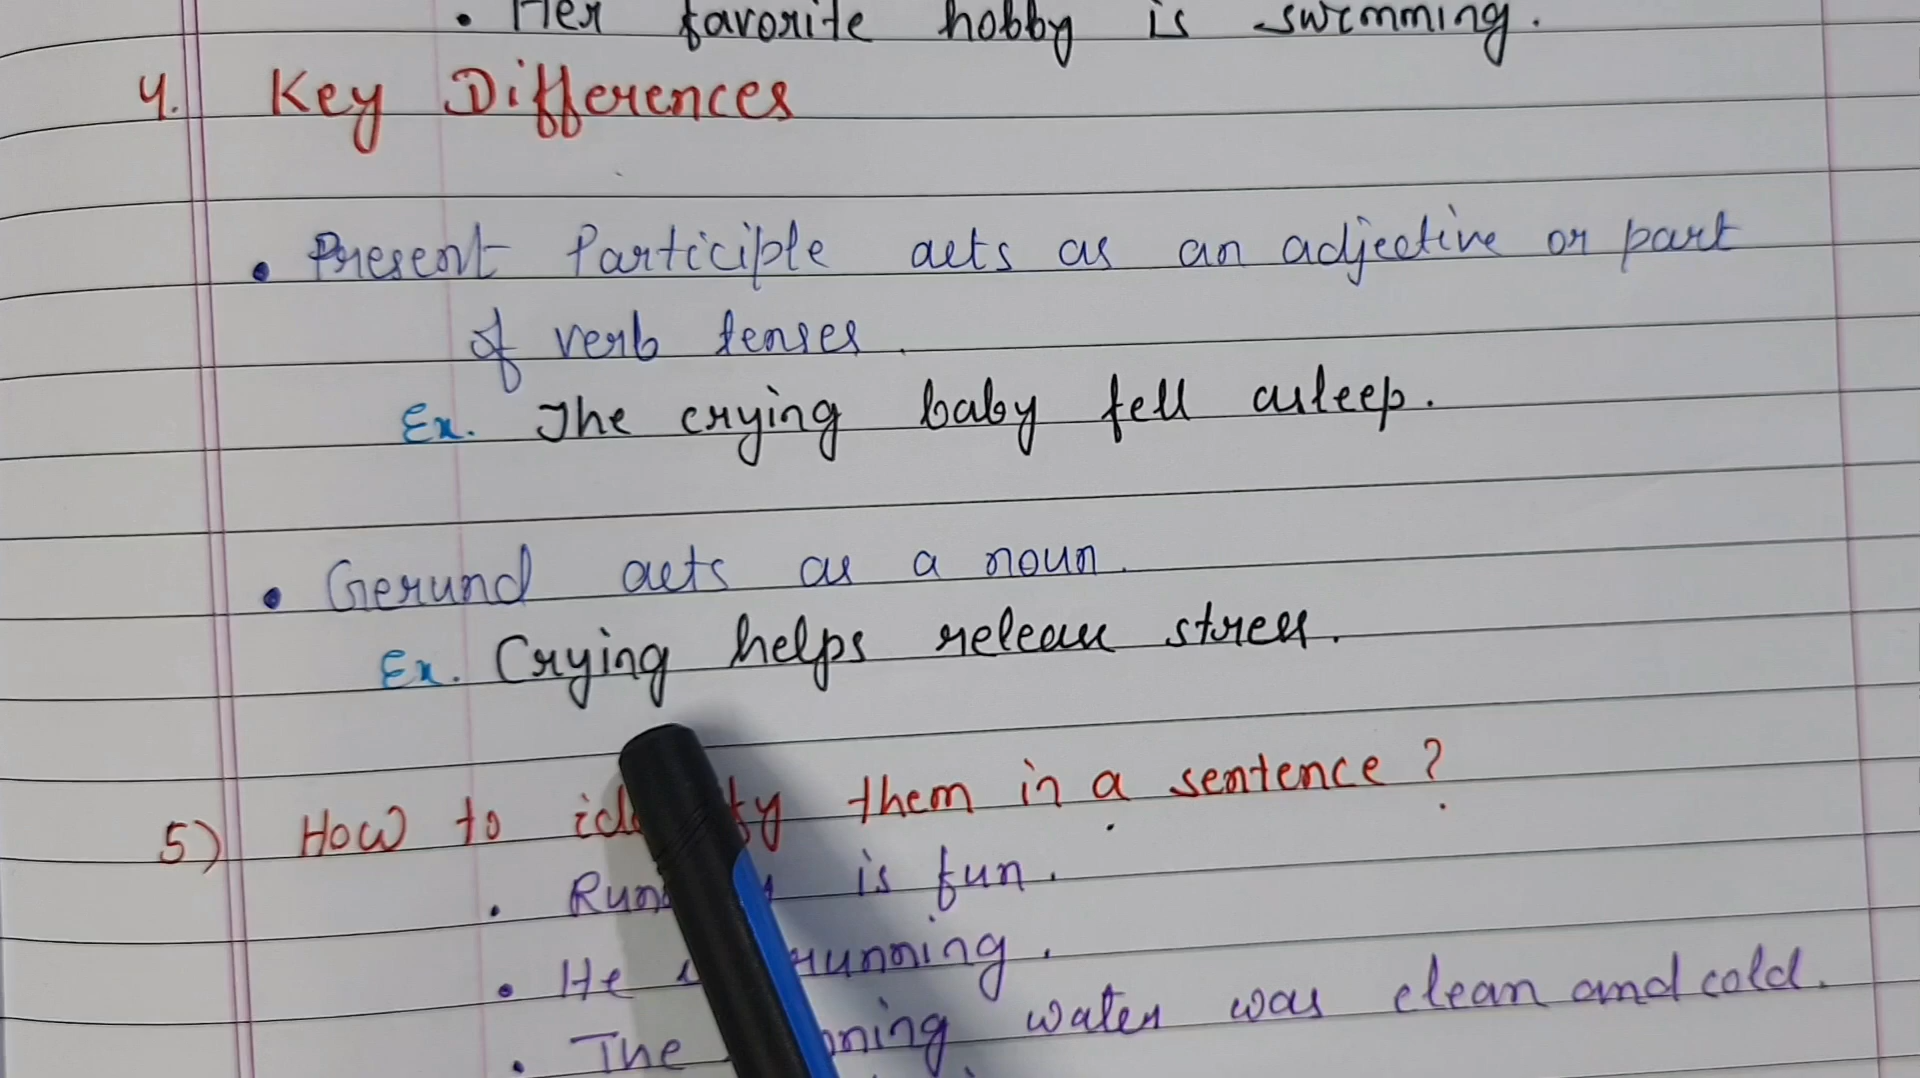 • Her favorite hobby is swimming.
4. Key Differences
• Present Participle acts as an adjective or part
of verb tenses.
Ex. The crying baby fell asleep.
• Gerund acts as a noun.
Ex. Crying helps release stress.
5) How to them in a sentence?
• is fun.
• He running.
• The water was clean and cold.